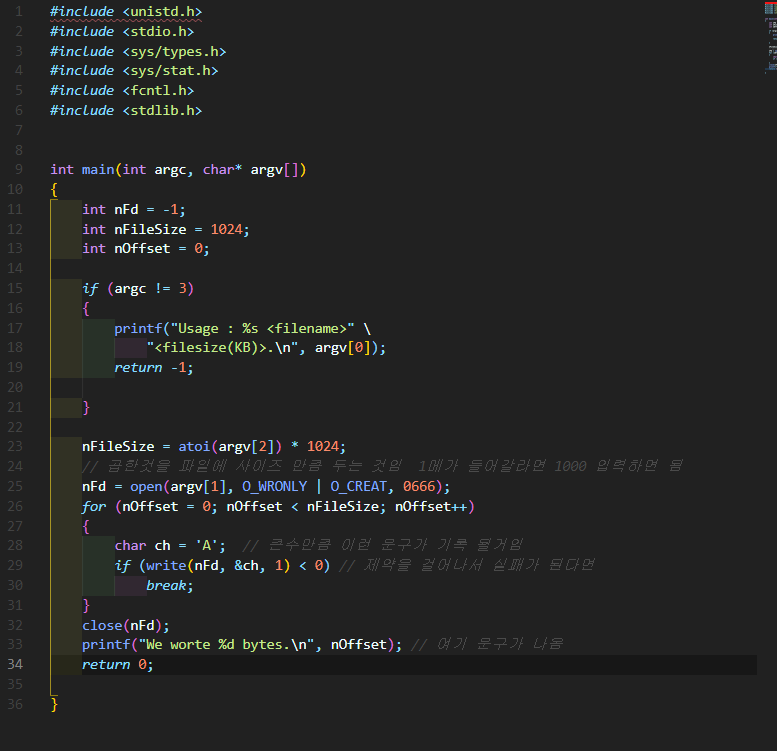 1 #include <unistd.h>
2 #include <stdio.h>
3 #include <sys/types.h>
4 #include <sys/stat.h>
5 #include <fcntl.h>
6 #include <stdlib.h>
7
8
9 int main(int argc, char* argv[])
10 {
11 int nFd = -1;
12 int nFileSize = 1024;
13 int nOffset = 0;
14
15 if (argc != 3)
16 {
17 printf("Usage : %s <filename>" \
18 "<filesize(KB)>.\n", argv[0]);
19 return -1;
20
21 }
22
23 nFileSize = atoi(argv[2]) * 1024;
24 // 곱한것을 파일에 사이즈 만큼 두는 것임 1메가 들어갈라면 1000 입력하면 됨
25 nFd = open(argv[1], O_WRONLY | O_CREAT, 0666);
26 for (nOffset = 0; nOffset < nFileSize; nOffset++)
27 {
28 char ch = 'A'; // 큰수만큼 이런 문구가 기록 될거임
29 if (write(nFd, &ch, 1) < 0) // 제약을 걸어나서 실패가 된다면
30 break;
31 }
32 close(nFd);
33 printf("We worte %d bytes.\n", nOffset); // 여기 문구가 나옴
34 return 0;
35
36 }